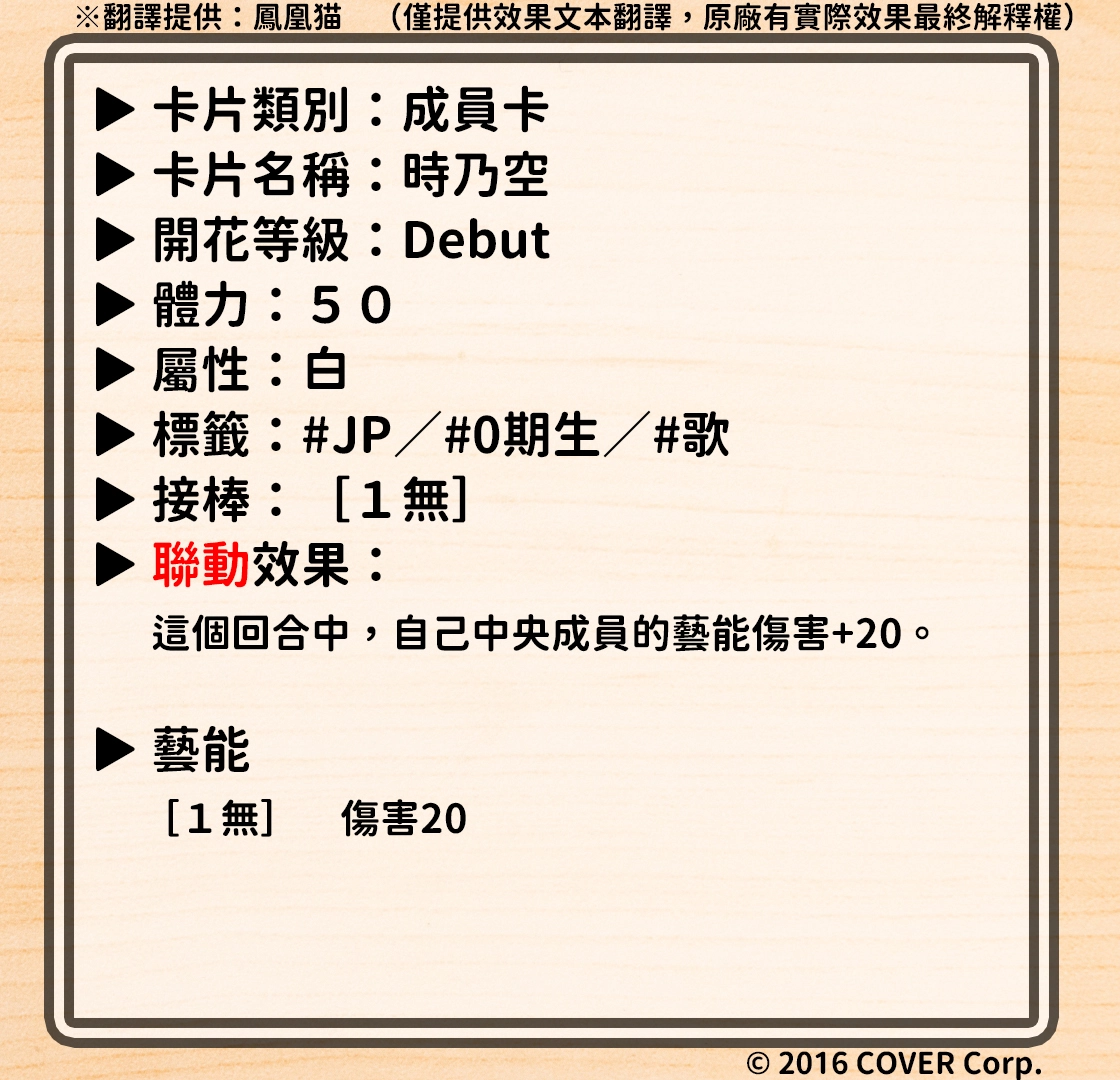 ※翻譯提供：鳳凰猫　（僅提供效果文本翻譯，原廠有實際效果最終解釋權）
▶ 卡片類別：成員卡
▶ 卡片名稱：時乃空
▶ 開花等級：Debut
▶ 體力：５０
▶ 屬性：白
▶ 標籤：#JP／#0期生／#歌
▶ 接棒：［１無］
▶ 聯動效果：
這個回合中，自己中央成員的藝能傷害+20。
▶ 藝能
［１無］　傷害20
© 2016 COVER Corp.